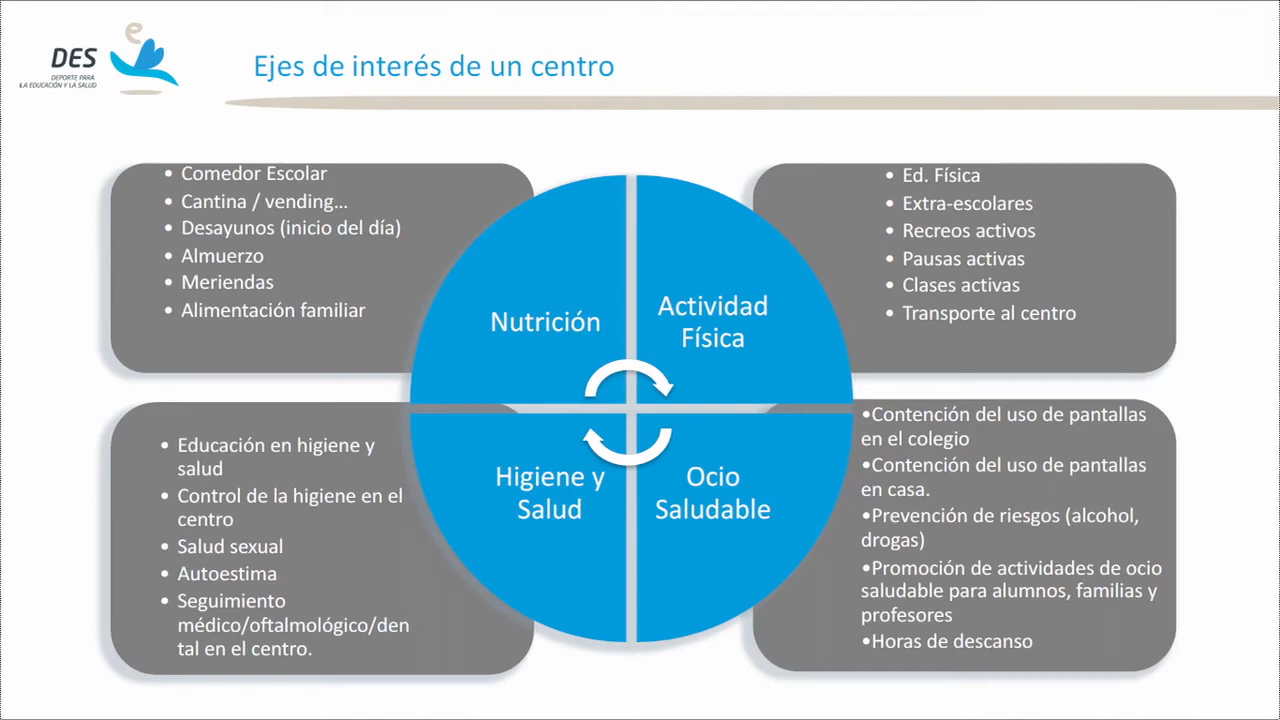 DES
DEPORTE PARA
LA EDUCACIÓN Y LA SALUD
Ejes de interés de un centro
• Comedor Escolar
• Cantina / vending...
• Desayunos (inicio del día)
• Almuerzo
• Meriendas
• Alimentación familiar
Nutrición
Actividad
Física
• Ed. Física
• Extra-escolares
• Recreos activos
• Pausas activas
• Clases activas
• Transporte al centro
• Educación en higiene y
salud
• Control de la higiene en el
centro
• Salud sexual
• Autoestima
• Seguimiento
médico/oftalmológico/den
tal en el centro.
Higiene y
Salud
Ocio
Saludable
•Contención del uso de pantallas
en el colegio
•Contención del uso de pantallas
en casa.
•Prevención de riesgos (alcohol,
drogas)
•Promoción de actividades de ocio
saludable para alumnos, familias y
profesores
•Horas de descanso